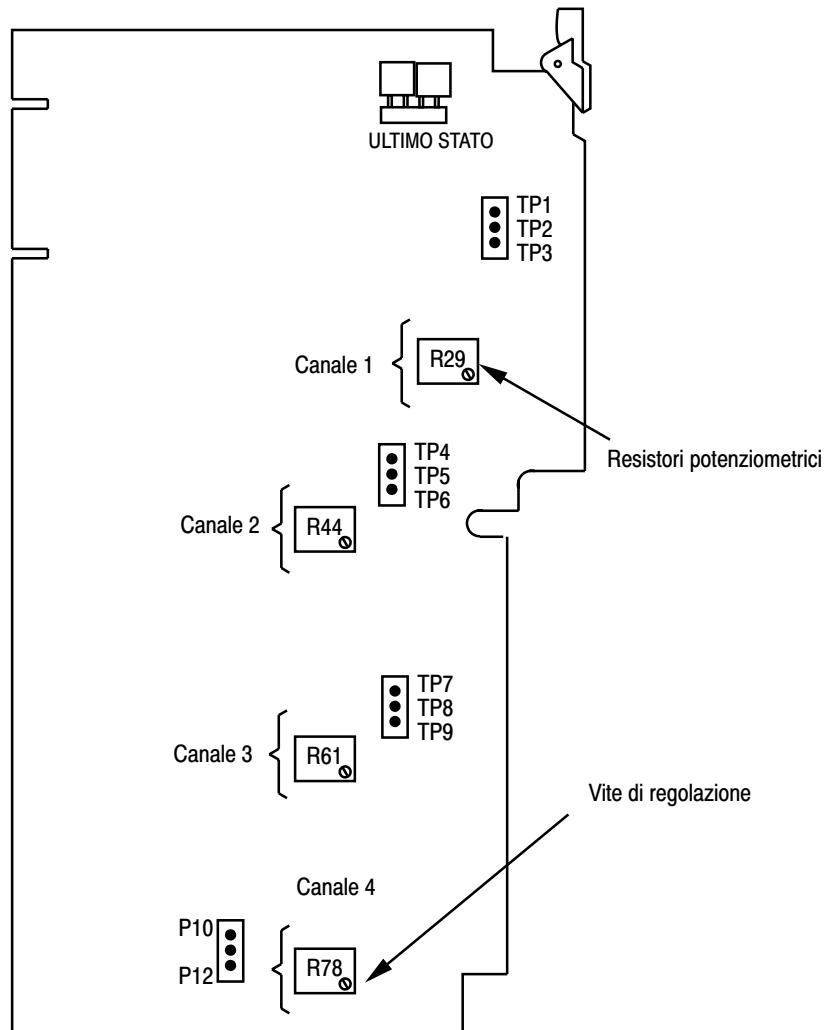 ULTIMO STATO
TP1
TP2
TP3
Canale 1
R29
Resistori potenziometrici
TP4
TP5
TP6
Canale 2
R44
TP7
TP8
TP9
Canale 3
R61
Vite di regolazione
Canale 4
P10
P12
R78